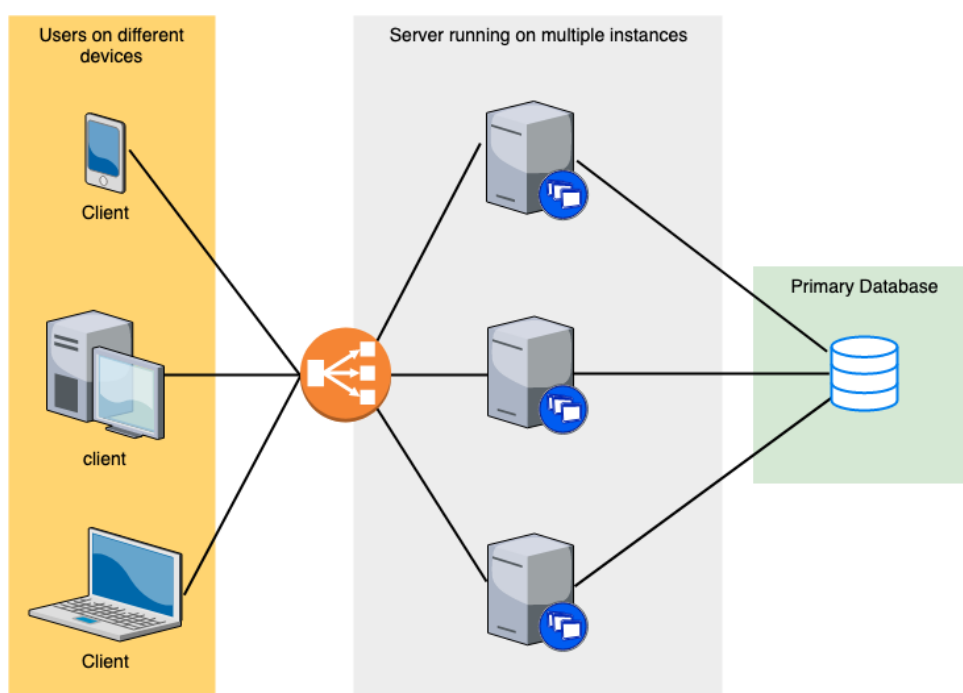 Users on different
devices
Server running on multiple instances
Client
Primary Database
client
Client